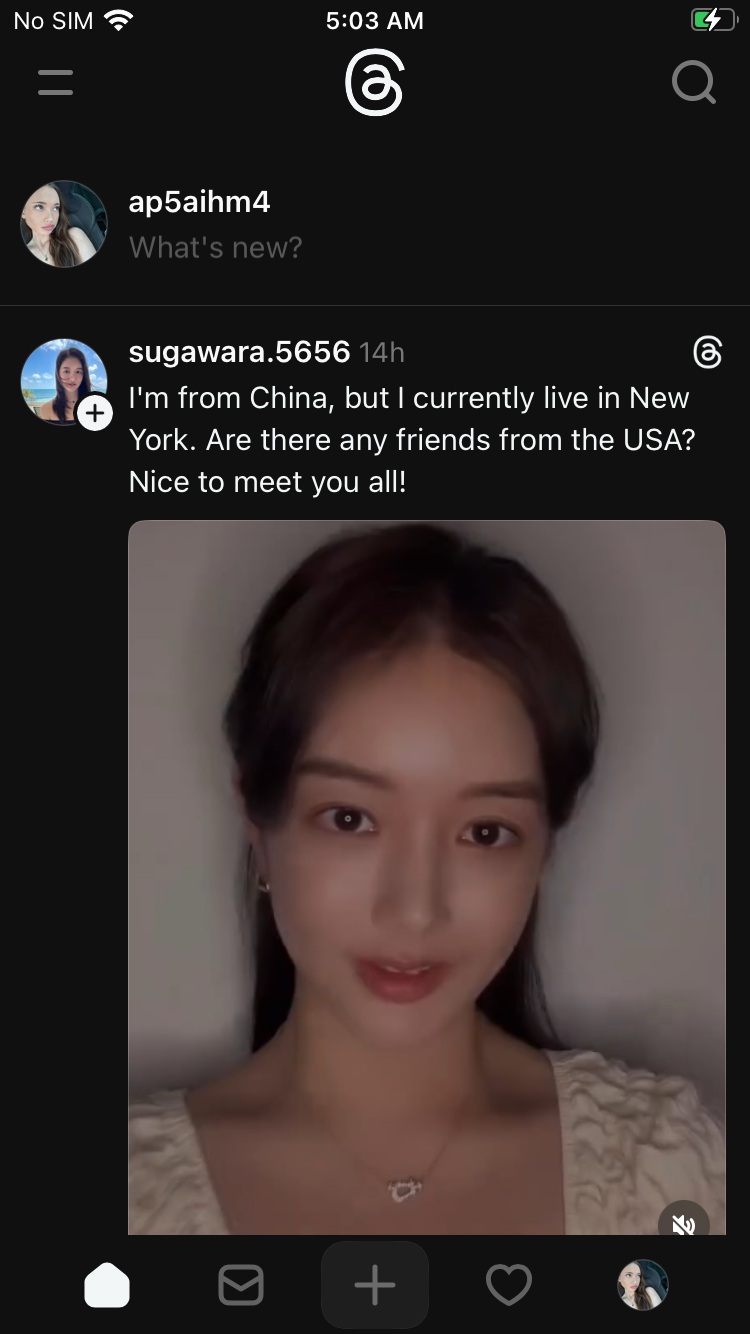 No SIM 5:03 AM
ap5aihm4
What's new?
sugawara.5656 14h
I'm from China, but I currently live in New
York. Are there any friends from the USA?
Nice to meet you all!